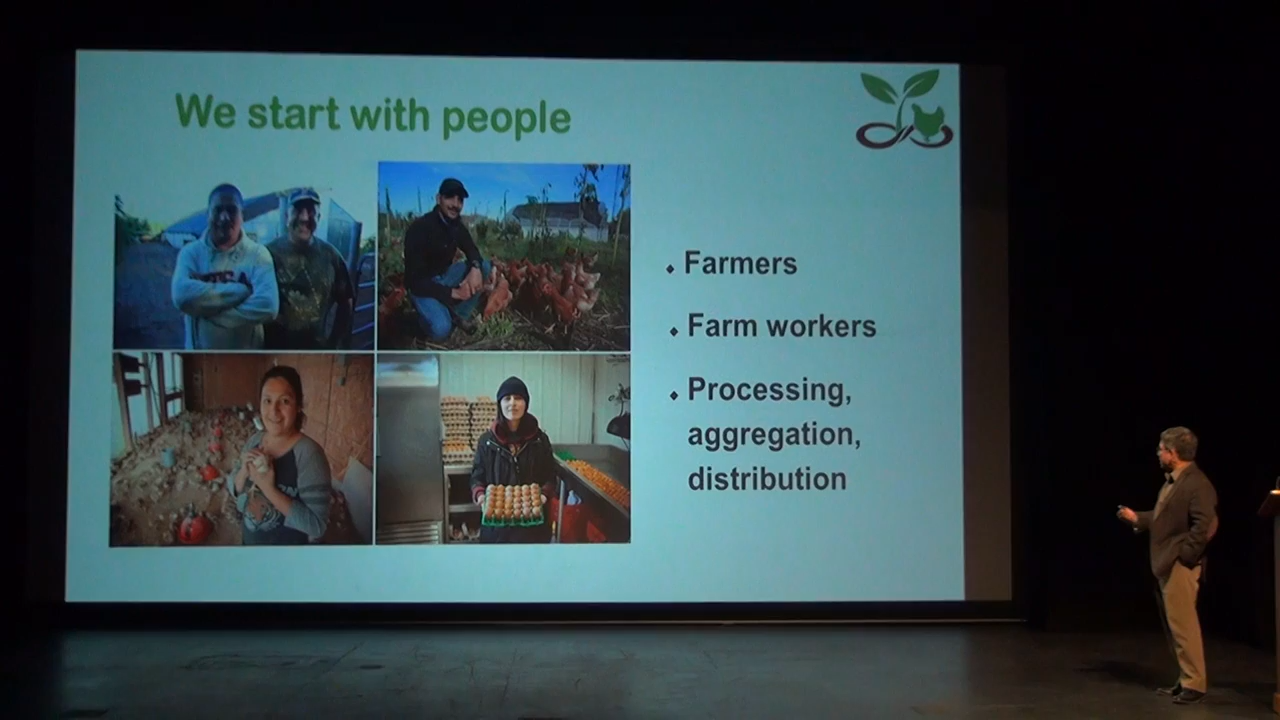 We start with people
Farmers
Farm workers
Processing,
aggregation,
distribution